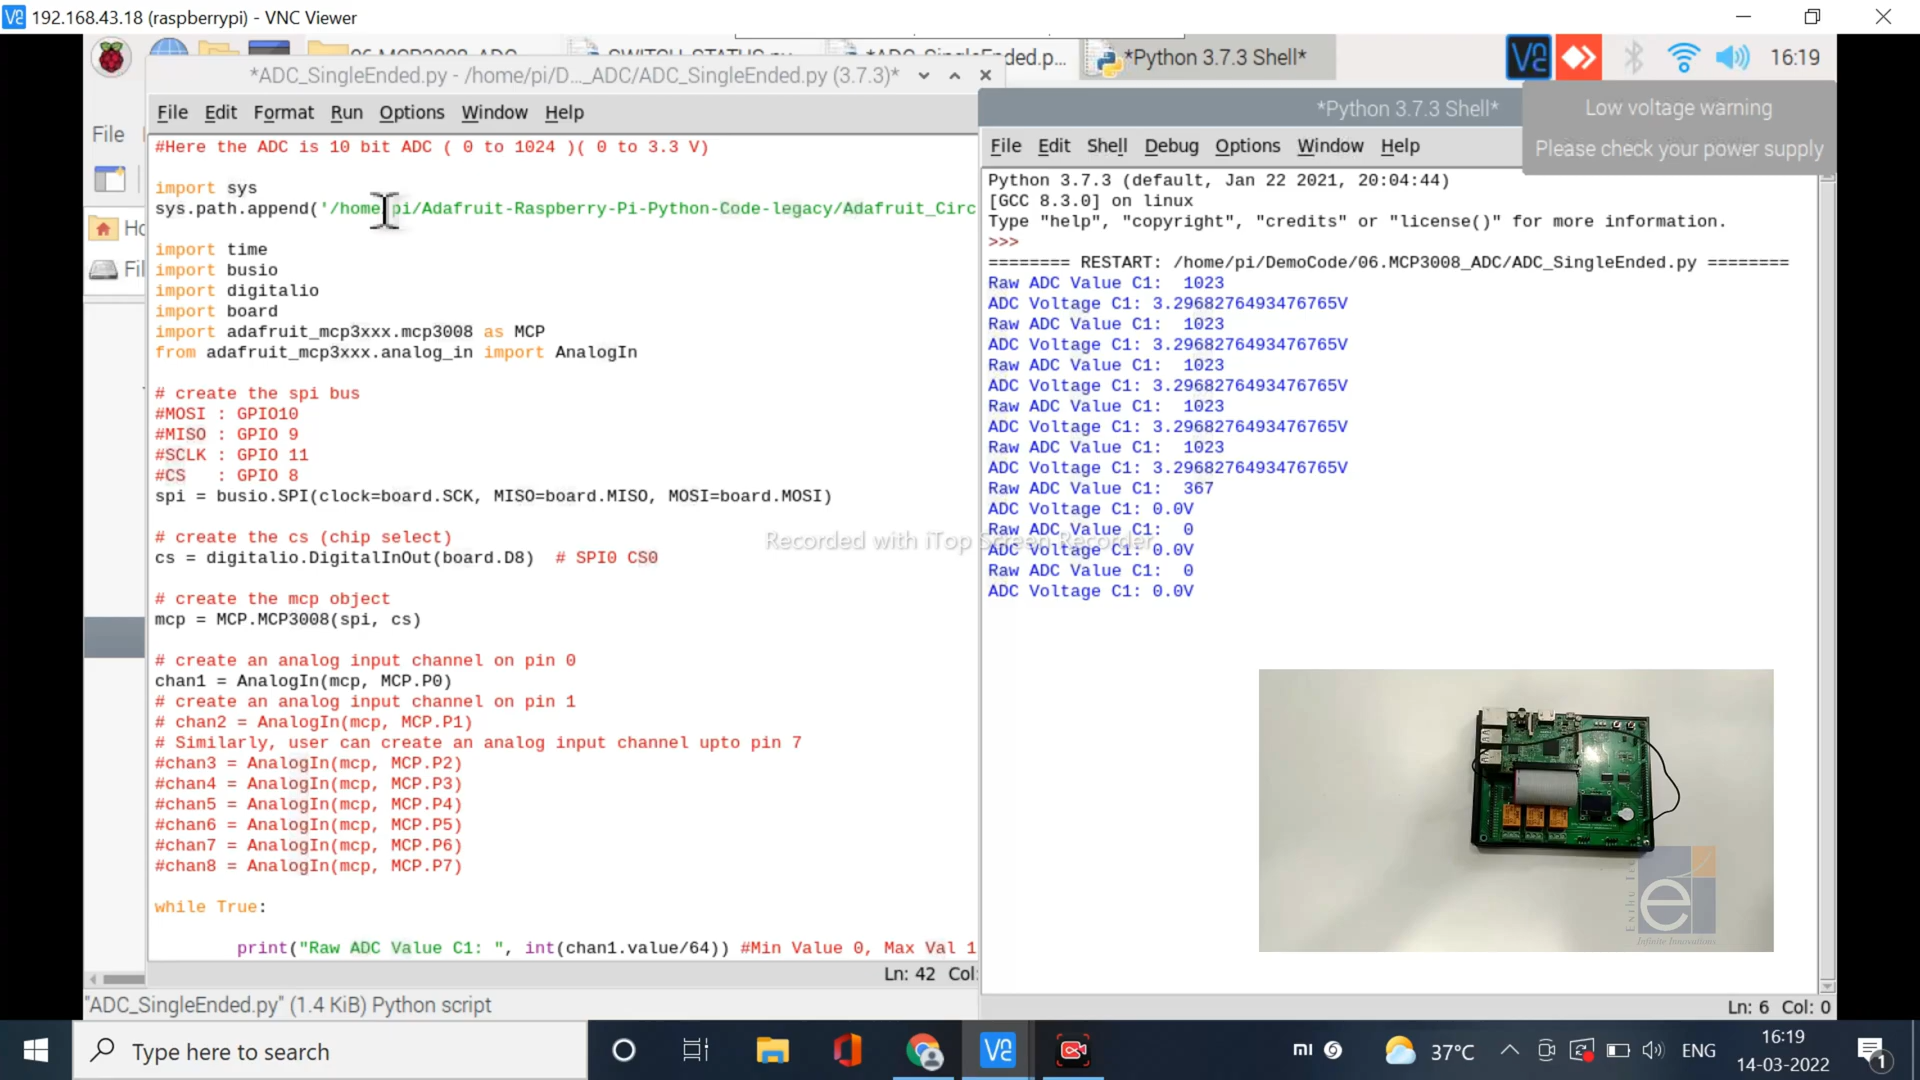 192.168.43.18 (raspberrypi) - VNC Viewer
*Python 3.7.3 Shell*
16:19
*ADC_SingleEnded.py - /home/pi/D..._ADC/ADC_SingleEnded.py (3.7.3)*
File Edit Format Run Options Window Help
#Here the ADC is 10 bit ADC ( 0 to 1024 )( 0 to 3.3 V)
import sys
sys.path.append('/home/pi/Adafruit-Raspberry-Pi-Python-Code-legacy/Adafruit_Circ
import time
import busio
import digitalio
import board
import adafruit_mcp3xxx.mcp3008 as MCP
from adafruit_mcp3xxx.analog_in import AnalogIn
# create the spi bus
#MOSI : GPIO10
#MISO : GPIO 9
#SCLK : GPIO 11
#CS   : GPIO 8
spi = busio.SPI(clock=board.SCK, MISO=board.MISO, MOSI=board.MOSI)
# create the cs (chip select)
cs = digitalio.DigitalInOut(board.D8)  # SPI0 CS0
# create the mcp object
mcp = MCP.MCP3008(spi, cs)
# create an analog input channel on pin 0
chan1 = AnalogIn(mcp, MCP.P0)
# create an analog input channel on pin 1
# chan2 = AnalogIn(mcp, MCP.P1)
# Similarly, user can create an analog input channel upto pin 7
#chan3 = AnalogIn(mcp, MCP.P2)
#chan4 = AnalogIn(mcp, MCP.P3)
#chan5 = AnalogIn(mcp, MCP.P4)
#chan6 = AnalogIn(mcp, MCP.P5)
#chan7 = AnalogIn(mcp, MCP.P6)
#chan8 = AnalogIn(mcp, MCP.P7)
while True:
print("Raw ADC Value C1: ", int(chan1.value/64)) #Min Value 0, Max Val 1
Ln: 42 Col:
"ADC_SingleEnded.py" (1.4 KiB) Python script
File
*Python 3.7.3 Shell*
Low voltage warning
Please check your power supply
File Edit Shell Debug Options Window Help
Python 3.7.3 (default, Jan 22 2021, 20:04:44)
[GCC 8.3.0] on linux
Type "help", "copyright", "credits" or "license()" for more information.
>>>
======== RESTART: /home/pi/DemoCode/06.MCP3008_ADC/ADC_SingleEnded.py ========
Raw ADC Value C1:  1023
ADC Voltage C1: 3.2968276493476765V
Raw ADC Value C1:  1023
ADC Voltage C1: 3.2968276493476765V
Raw ADC Value C1:  1023
ADC Voltage C1: 3.2968276493476765V
Raw ADC Value C1:  1023
ADC Voltage C1: 3.2968276493476765V
Raw ADC Value C1:  1023
ADC Voltage C1: 3.2968276493476765V
Raw ADC Value C1:  367
ADC Voltage C1: 0.0V
Raw ADC Value C1:  0
ADC Voltage C1: 0.0V
Raw ADC Value C1:  0
ADC Voltage C1: 0.0V
Recorded with iTop Screen Recorder
Infinite Innovations
Ln: 6 Col: 0
Type here to search
37°C
ENG
16:19
14-03-2022
1